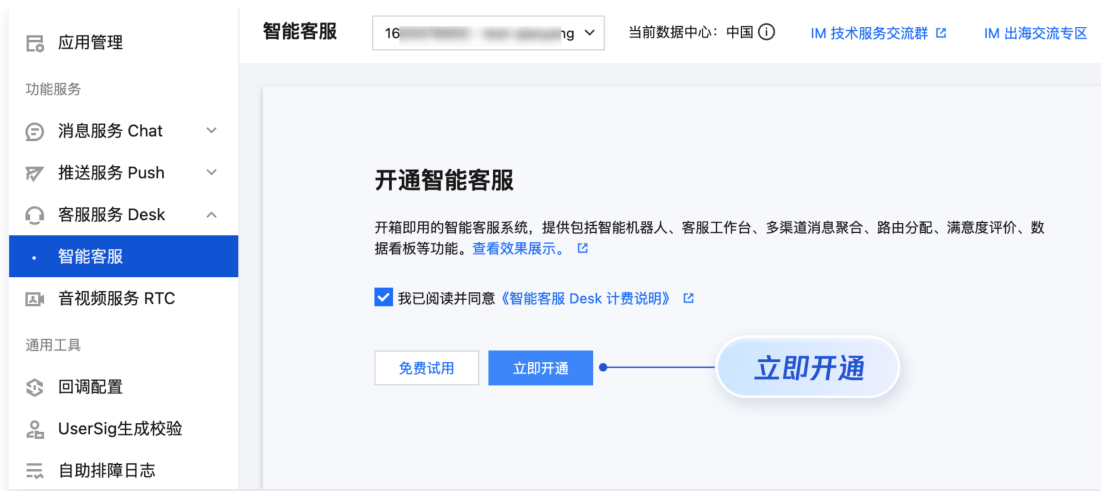 应用管理
功能服务
消息服务 Chat
推送服务 Push
客服服务 Desk
智能客服
音视频服务 RTC
通用工具
回调配置
UserSig生成校验
自助排障日志
智能客服
16
ng
当前数据中心：中国
IM 技术服务交流群
IM 出海交流专区
开通智能客服
开箱即用的智能客服系统，提供包括智能机器人、客服工作台、多渠道消息聚合、路由分配、满意度评价、数
据看板等功能。查看效果展示。
我已阅读并同意《智能客服 Desk 计费说明》
免费试用
立即开通
立即开通